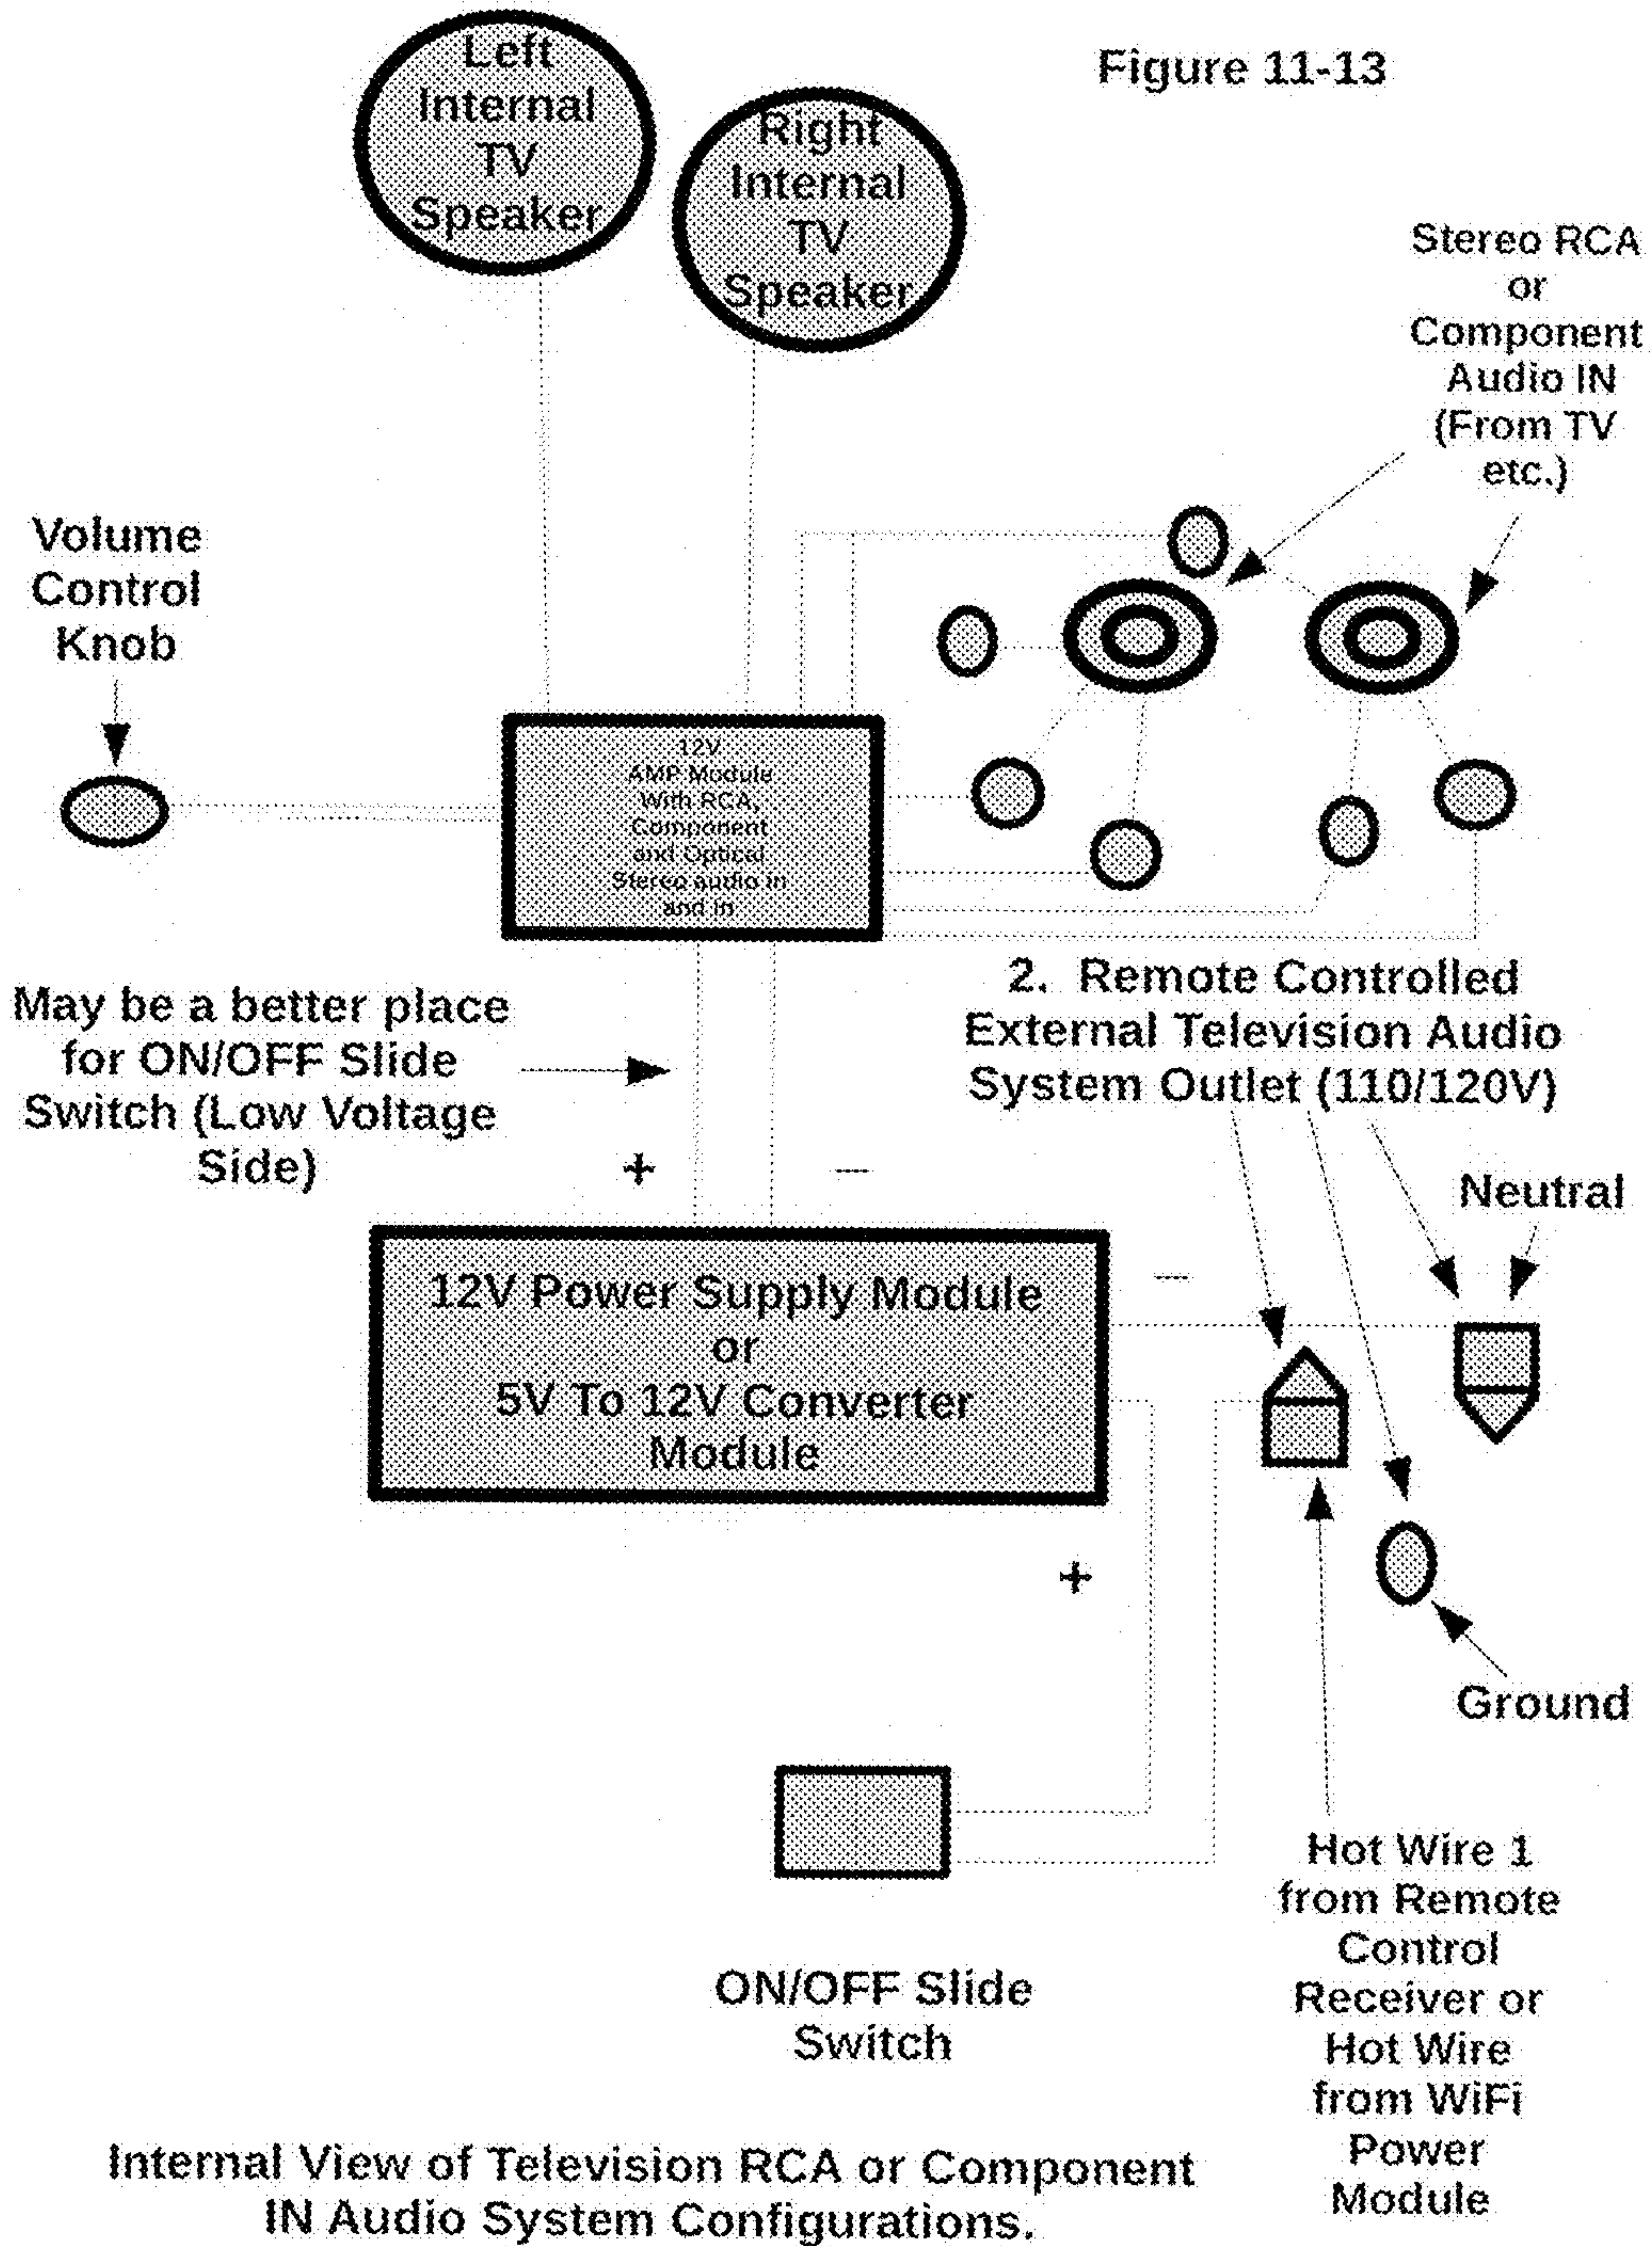 Figure 11-13
Left
Internal
TV
Speaker
Right
Internal
TV
Speaker
Stereo RCA
or
Component
Audio IN
(From TV
etc.)
Volume
Control
Knob
12V
AMP Module
With RCA,
Component
and Optical
Stereo audio in
and in
May be a better place
for ON/OFF Slide
Switch (Low Voltage
Side)
2. Remote Controlled
External Television Audio
System Outlet (110/120V)
+
−
Neutral
12V Power Supply Module
or
5V To 12V Converter
Module
−
+
Ground
ON/OFF Slide
Switch
Hot Wire 1
from Remote
Control
Receiver or
Hot Wire
from WiFi
Power
Module
Internal View of Television RCA or Component
IN Audio System Configurations.